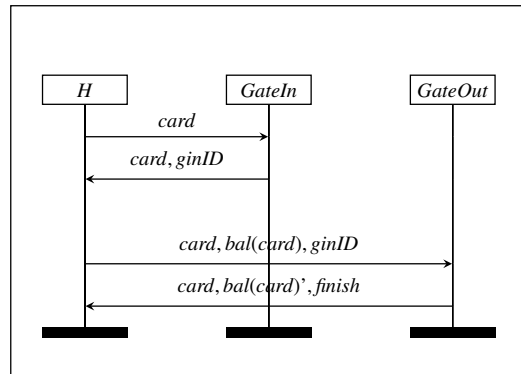 H GateIn GateOut
card
card, ginID
card, bal(card), ginID
card, bal(card)’, finish